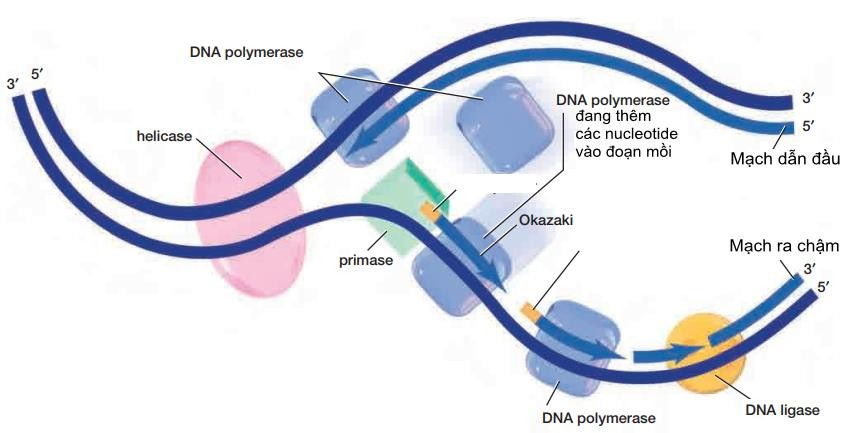 DNA polymerase
3′ 5′
helicase
DNA polymerase
đang thêm
các nucleotide
vào đoạn mồi
3′
5′
Mạch dẫn đầu
Okazaki
primase
Mạch ra chậm
3′
5′
DNA polymerase
DNA ligase